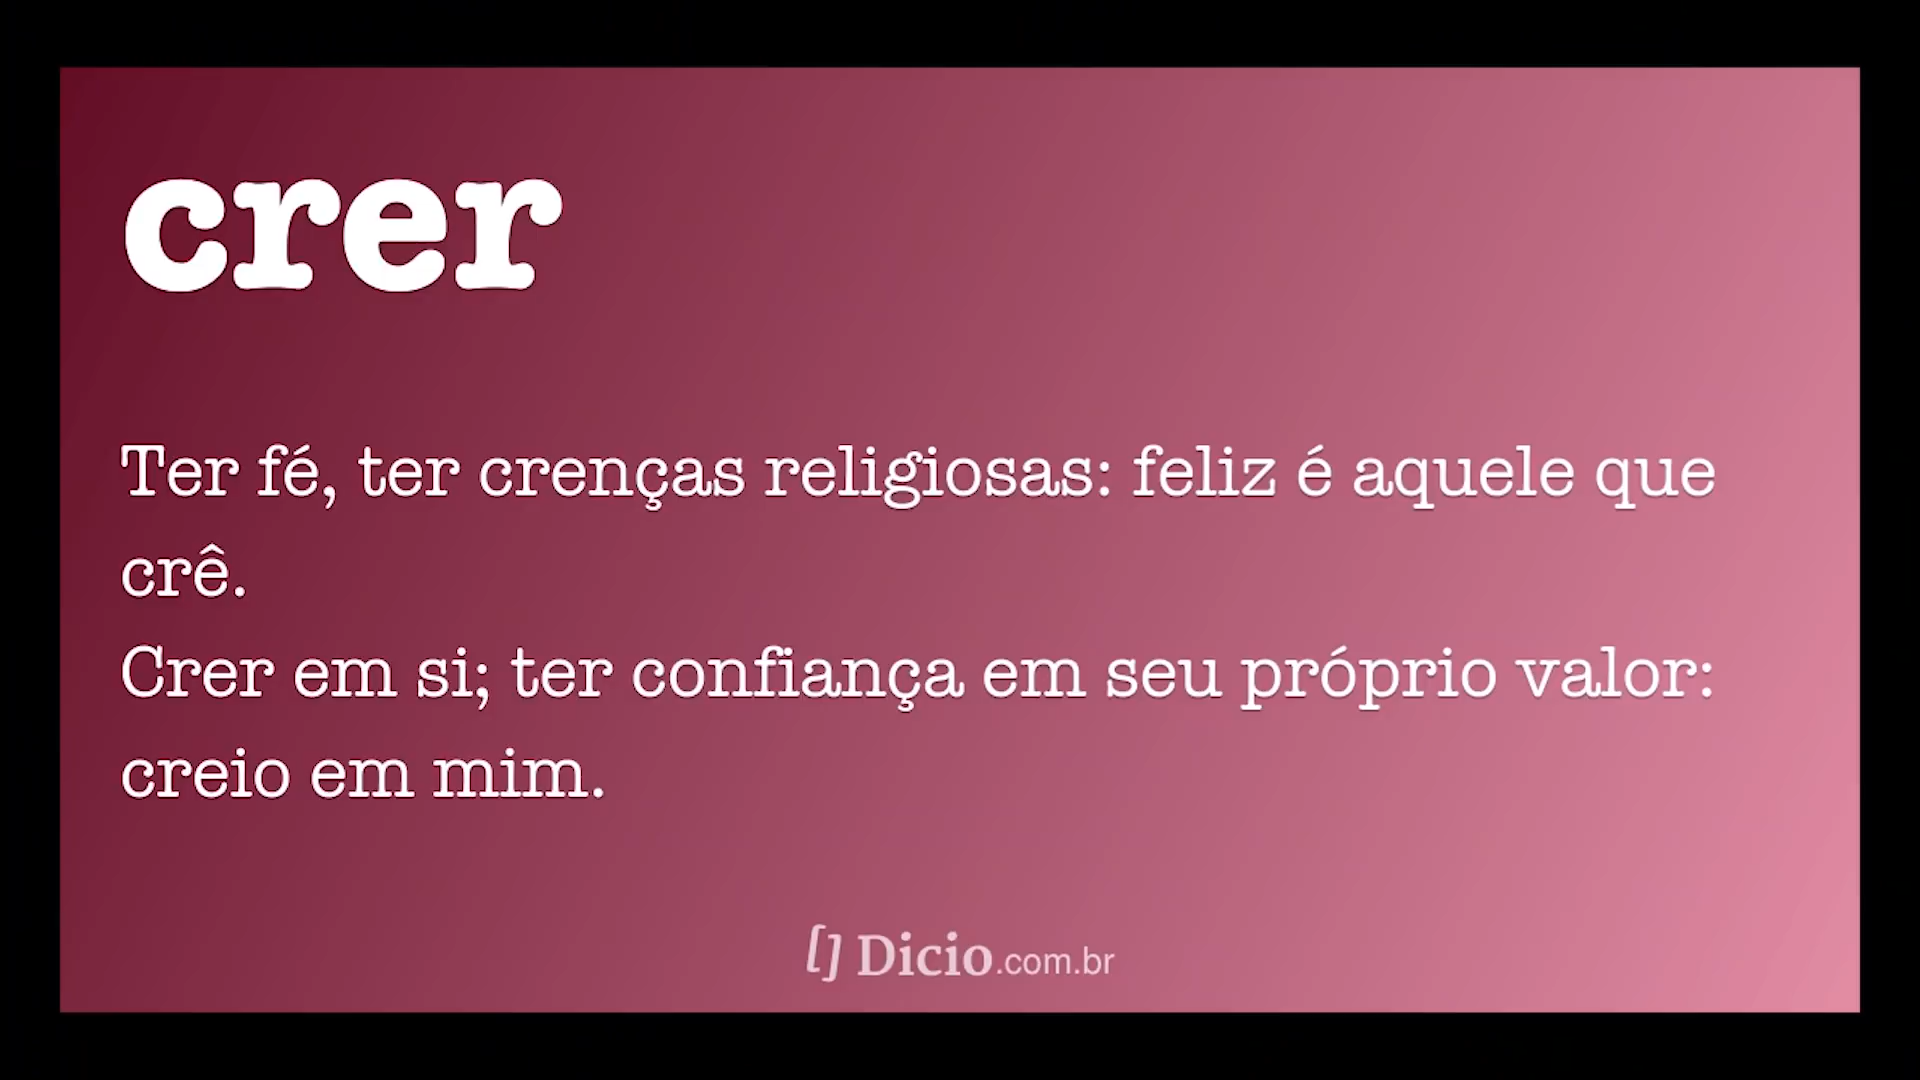 crer
Ter fé, ter crenças religiosas: feliz é aquele que
crê.
Crer em si; ter confiança em seu próprio valor:
creio em mim.
[] Dicio.com.br